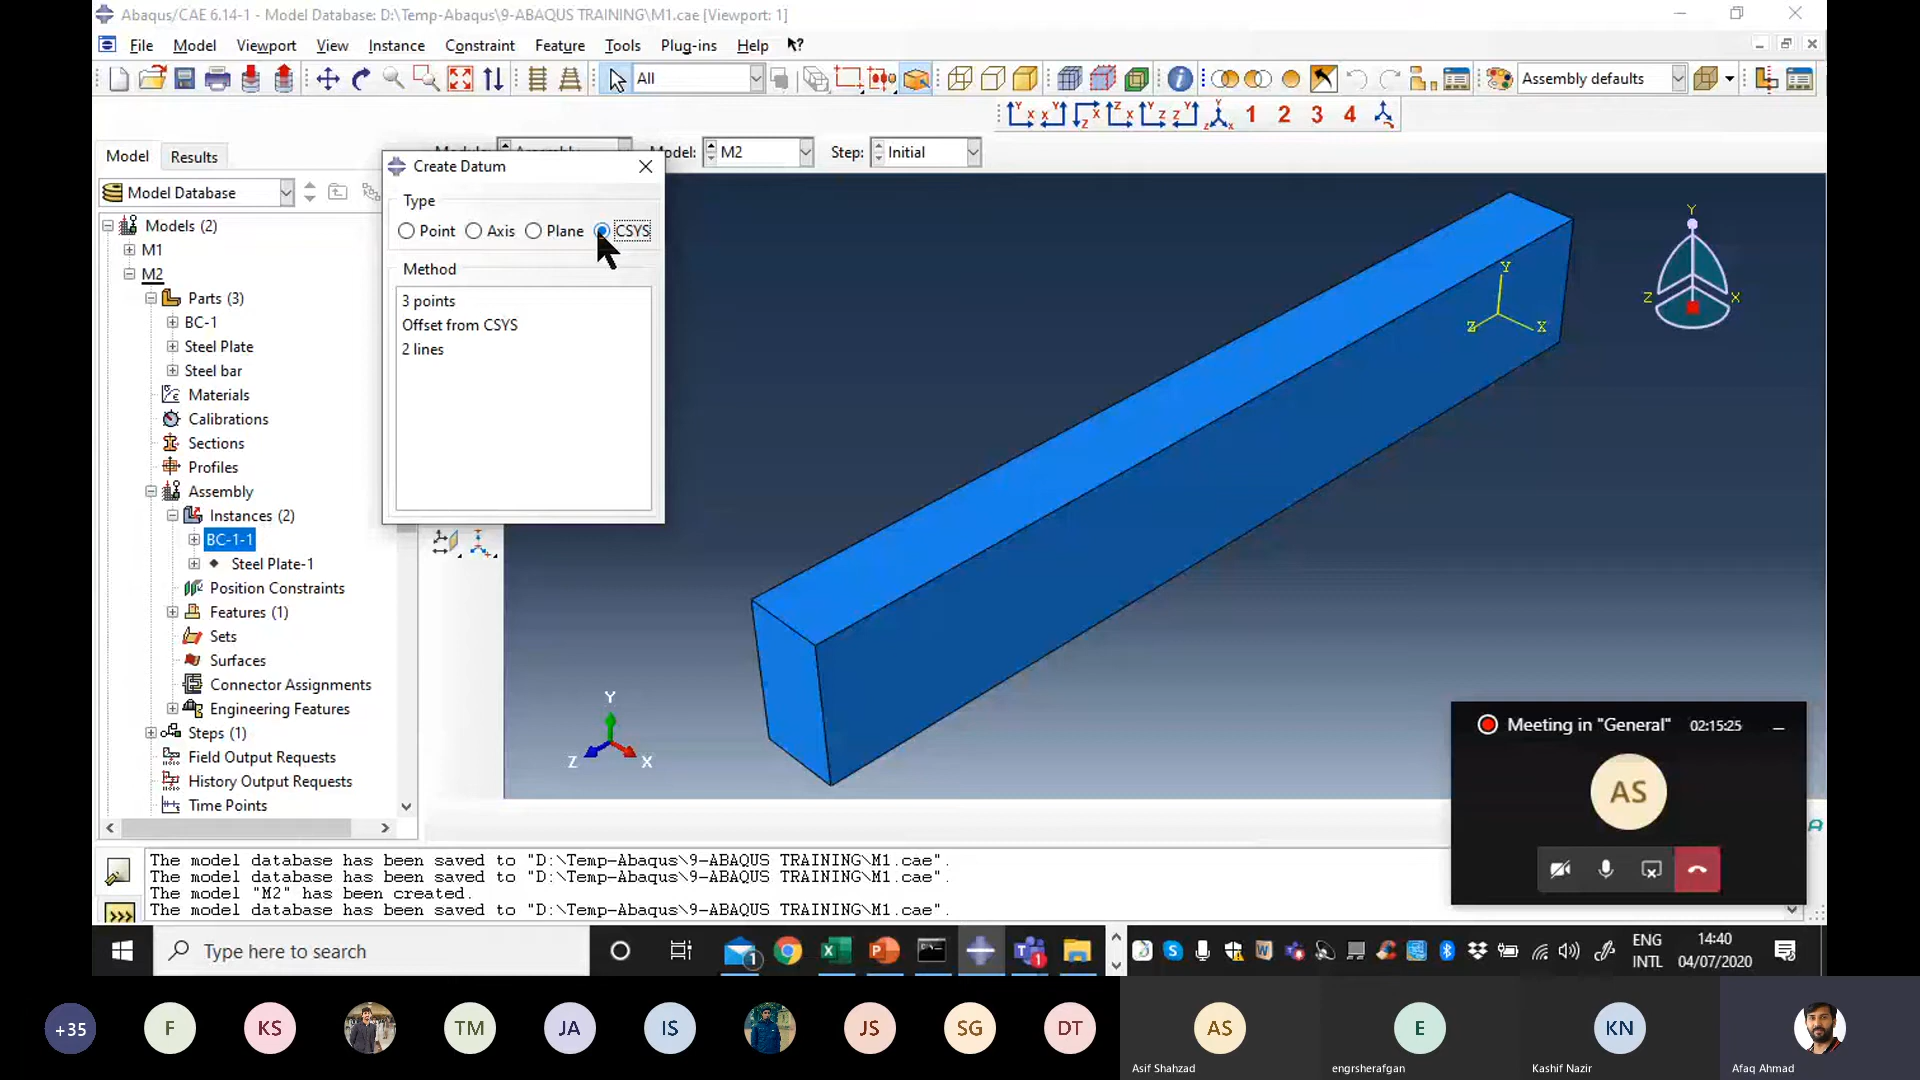 Abaqus/CAE 6.14-1 - Model Database: D:\Temp-Abaqus\9-ABAQUS TRAINING\M1.cae [Viewport: 1]
File Model Viewport View Instance Constraint Feature Tools Plug-ins Help
All
Assembly defaults
1 2 3 4
Model: M2 Step: Initial
Model Results
Model Database
Create Datum
Type
Point Axis Plane CSYS
Method
3 points
Offset from CSYS
2 lines
Models (2)
M1
M2
Parts (3)
BC-1
Steel Plate
Steel bar
Materials
Calibrations
Sections
Profiles
Assembly
Instances (2)
BC-1-1
Steel Plate-1
Position Constraints
Features (1)
Sets
Surfaces
Connector Assignments
Engineering Features
Steps (1)
Field Output Requests
History Output Requests
Time Points
Y
Z X
Y
Z X
Y
Z X
Meeting in "General" 02:15:25
AS
The model database has been saved to "D:\Temp-Abaqus\9-ABAQUS TRAINING\M1.cae".
The model database has been saved to "D:\Temp-Abaqus\9-ABAQUS TRAINING\M1.cae".
The model "M2" has been created.
The model database has been saved to "D:\Temp-Abaqus\9-ABAQUS TRAINING\M1.cae".
Type here to search
ENG
INTL
14:40
04/07/2020
+35 F KS TM JA IS JS SG DT AS E KN
Asif Shahzad engrsherafgan Kashif Nazir Afaq Ahmad